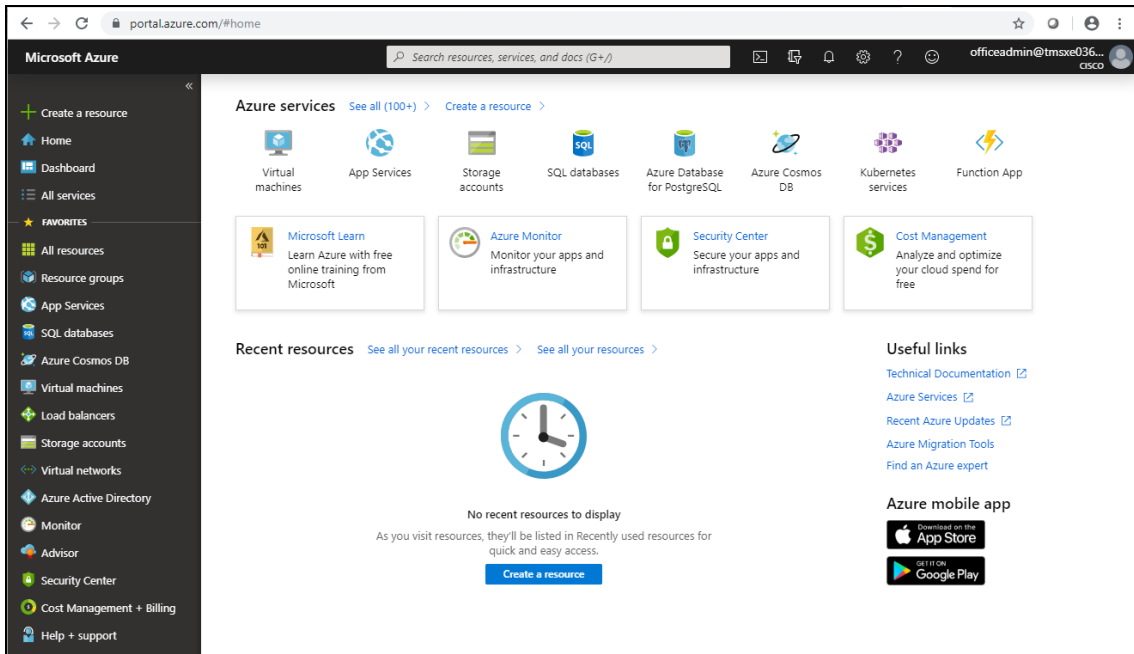 portal.azure.com/#home
Microsoft Azure
Search resources, services, and docs (G+/)
officeadmin@tmsxe036...
CISCO
«
Create a resource
Home
Dashboard
All services
FAVORITES
All resources
Resource groups
App Services
SQL databases
Azure Cosmos DB
Virtual machines
Load balancers
Storage accounts
Virtual networks
Azure Active Directory
Monitor
Advisor
Security Center
Cost Management + Billing
Help + support
Azure services See all (100+) > Create a resource >
Virtual
machines
App Services
Storage
accounts
SQL
SQL databases
Azure Database
for PostgreSQL
Azure Cosmos
DB
Kubernetes
services
Function App
101
Microsoft Learn
Learn Azure with free
online training from
Microsoft
Azure Monitor
Monitor your apps and
infrastructure
Security Center
Secure your apps and
infrastructure
Cost Management
Analyze and optimize
your cloud spend for
free
Recent resources See all your recent resources > See all your resources >
No recent resources to display
As you visit resources, they'll be listed in Recently used resources for
quick and easy access.
Create a resource
Useful links
Technical Documentation
Azure Services
Recent Azure Updates
Azure Migration Tools
Find an Azure expert
Azure mobile app
Download on the
App Store
GET IT ON
Google Play